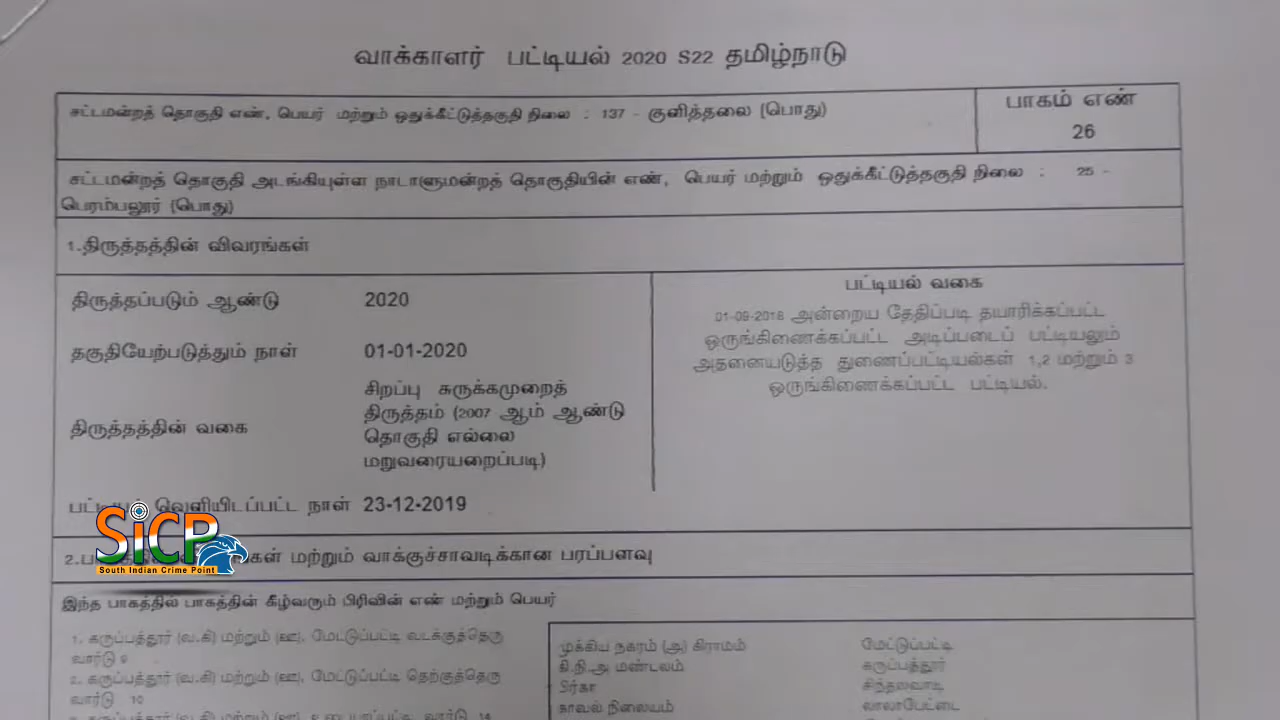 வாக்காளர் பட்டியல் 2020 S22 தமிழ்நாடு
சட்டமன்றத் தொகுதி எண், பெயர் மற்றும் ஒதுக்கீட்டுத்தகுதி நிலை : 137 - குளித்தலை (பொது)
பாகம் எண்
26
சட்டமன்றத் தொகுதி அடங்கியுள்ள நாடாளுமன்றத் தொகுதியின் எண், பெயர் மற்றும் ஒதுக்கீட்டுத்தகுதி நிலை : 25 -
பெரம்பலூர் (பொது)
1.திருத்தத்தின் விவரங்கள்
திருத்தப்படும் ஆண்டு 2020
தகுதியேற்படுத்தும் நாள் 01-01-2020
திருத்தத்தின் வகை
சிறப்பு சுருக்கமுறைத்
திருத்தம் (2007 ஆம் ஆண்டு
தொகுதி எல்லை
மறுவரையறைப்படி)
பட்டியல் வெளியிடப்பட்ட நாள் 23-12-2019
பட்டியல் வகை
01-09-2018 அன்றைய தேதிப்படி தயாரிக்கப்பட்ட
ஒருங்கிணைக்கப்பட்ட அடிப்படைப் பட்டியலும்
அதனையடுத்த துணைப்பட்டியல்கள் 1,2 மற்றும் 3
ஒருங்கிணைக்கப்பட்ட பட்டியல்.
SiCP
South Indian Crime Point
மற்றும் வாக்குச்சாவடிக்கான பரப்பளவு
இந்த பாகத்தில் பாகத்தின் கீழ்வரும் பிரிவின் எண் மற்றும் பெயர்
1. கருப்பத்தூர் (வ.கி) மற்றும் (ஊ), மேட்டுப்பட்டி வடக்குத்தெரு
வார்டு 9
2. கருப்பத்தூர் (வ.கி) மற்றும் (ஊ), மேட்டுப்பட்டி தெற்குத்தெரு
வார்டு 10
முக்கிய நகரம் (அ) கிராமம் மேட்டுப்பட்டி
கி.நி.அ மண்டலம் கருப்பத்தூர்
பிர்கா சிந்தலவாடி
காவல் நிலையம் லாலாபேட்டை